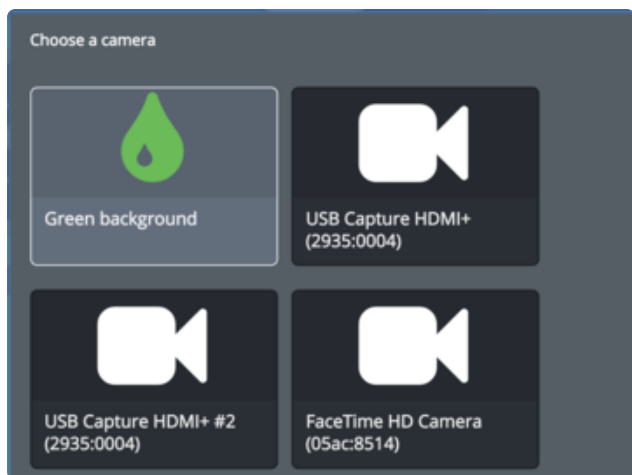 Choose a camera
Green background
USB Capture HDMI+
(2935:0004)
USB Capture HDMI+ #2
(2935:0004)
FaceTime HD Camera
(05ac:8514)